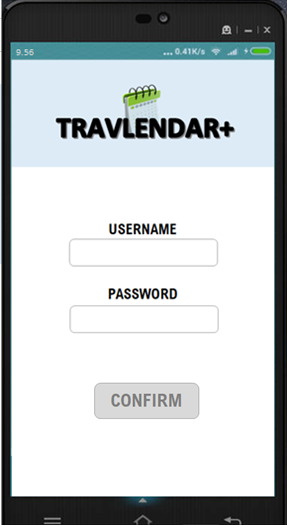 9.56
... 0.41K/s
TRAVLENDAR+
USERNAME
PASSWORD
CONFIRM